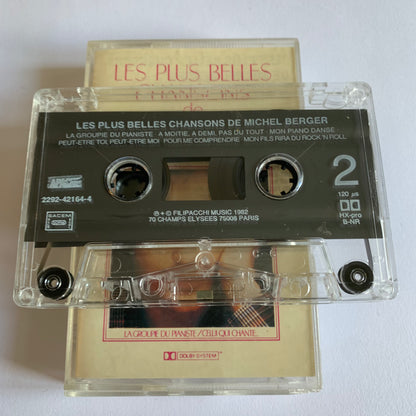 LES PLUS BELLES
CHANSONS
de
LES PLUS BELLES CHANSONS DE MICHEL BERGER
LA GROUPIE DU PIANISTE · A MOITIE, A DEMI, PAS DU TOUT · MON PIANO DANSE
PEUT-ETRE TOI, PEUT-ETRE MOI POUR ME COMPRENDRE · MON FILS RIRA DU ROCK'N ROLL
2292-42164-4
2
120 µs
HX-pro
B-NR
SACEM
℗ + © FILIPACCHI MUSIC 1982
70 CHAMPS ELYSEES 75008 PARIS
LA GROUPIE DU PIANISTE/CELUI QUI CHANTE...
DOLBY SYSTEM